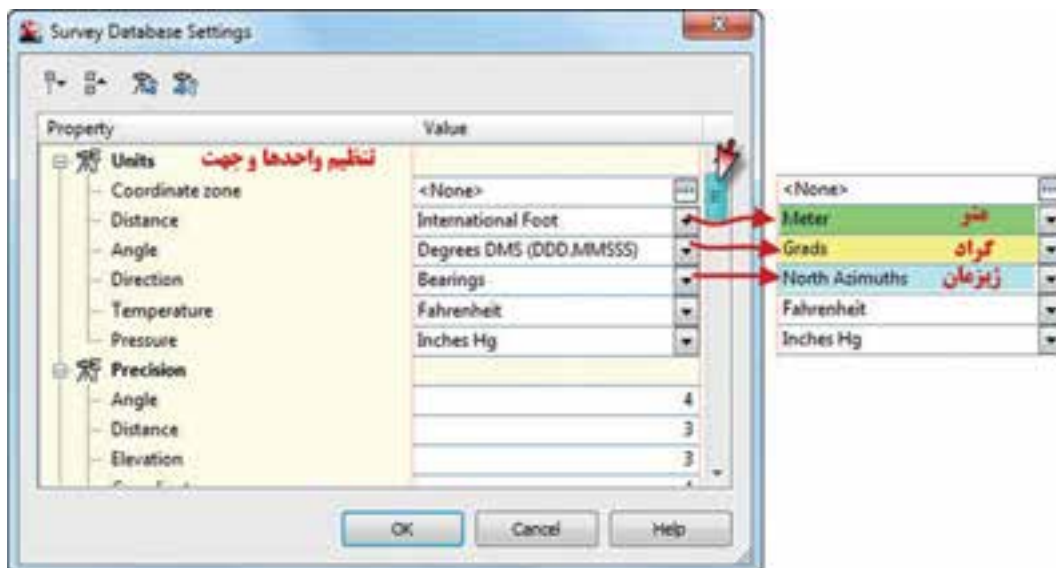 Survey Database Settings
Property Value
Units تنظیم واحدها و جهت
Coordinate zone <None>
Distance International Foot
Angle Degrees DMS (DDD.MMSSS)
Direction Bearings
Temperature Fahrenheit
Pressure Inches Hg
Precision
Angle 4
Distance 3
Elevation 3
OK Cancel Help
<None>
Meter متر
Grads گراد
North Azimuths ژیزمان
Fahrenheit
Inches Hg